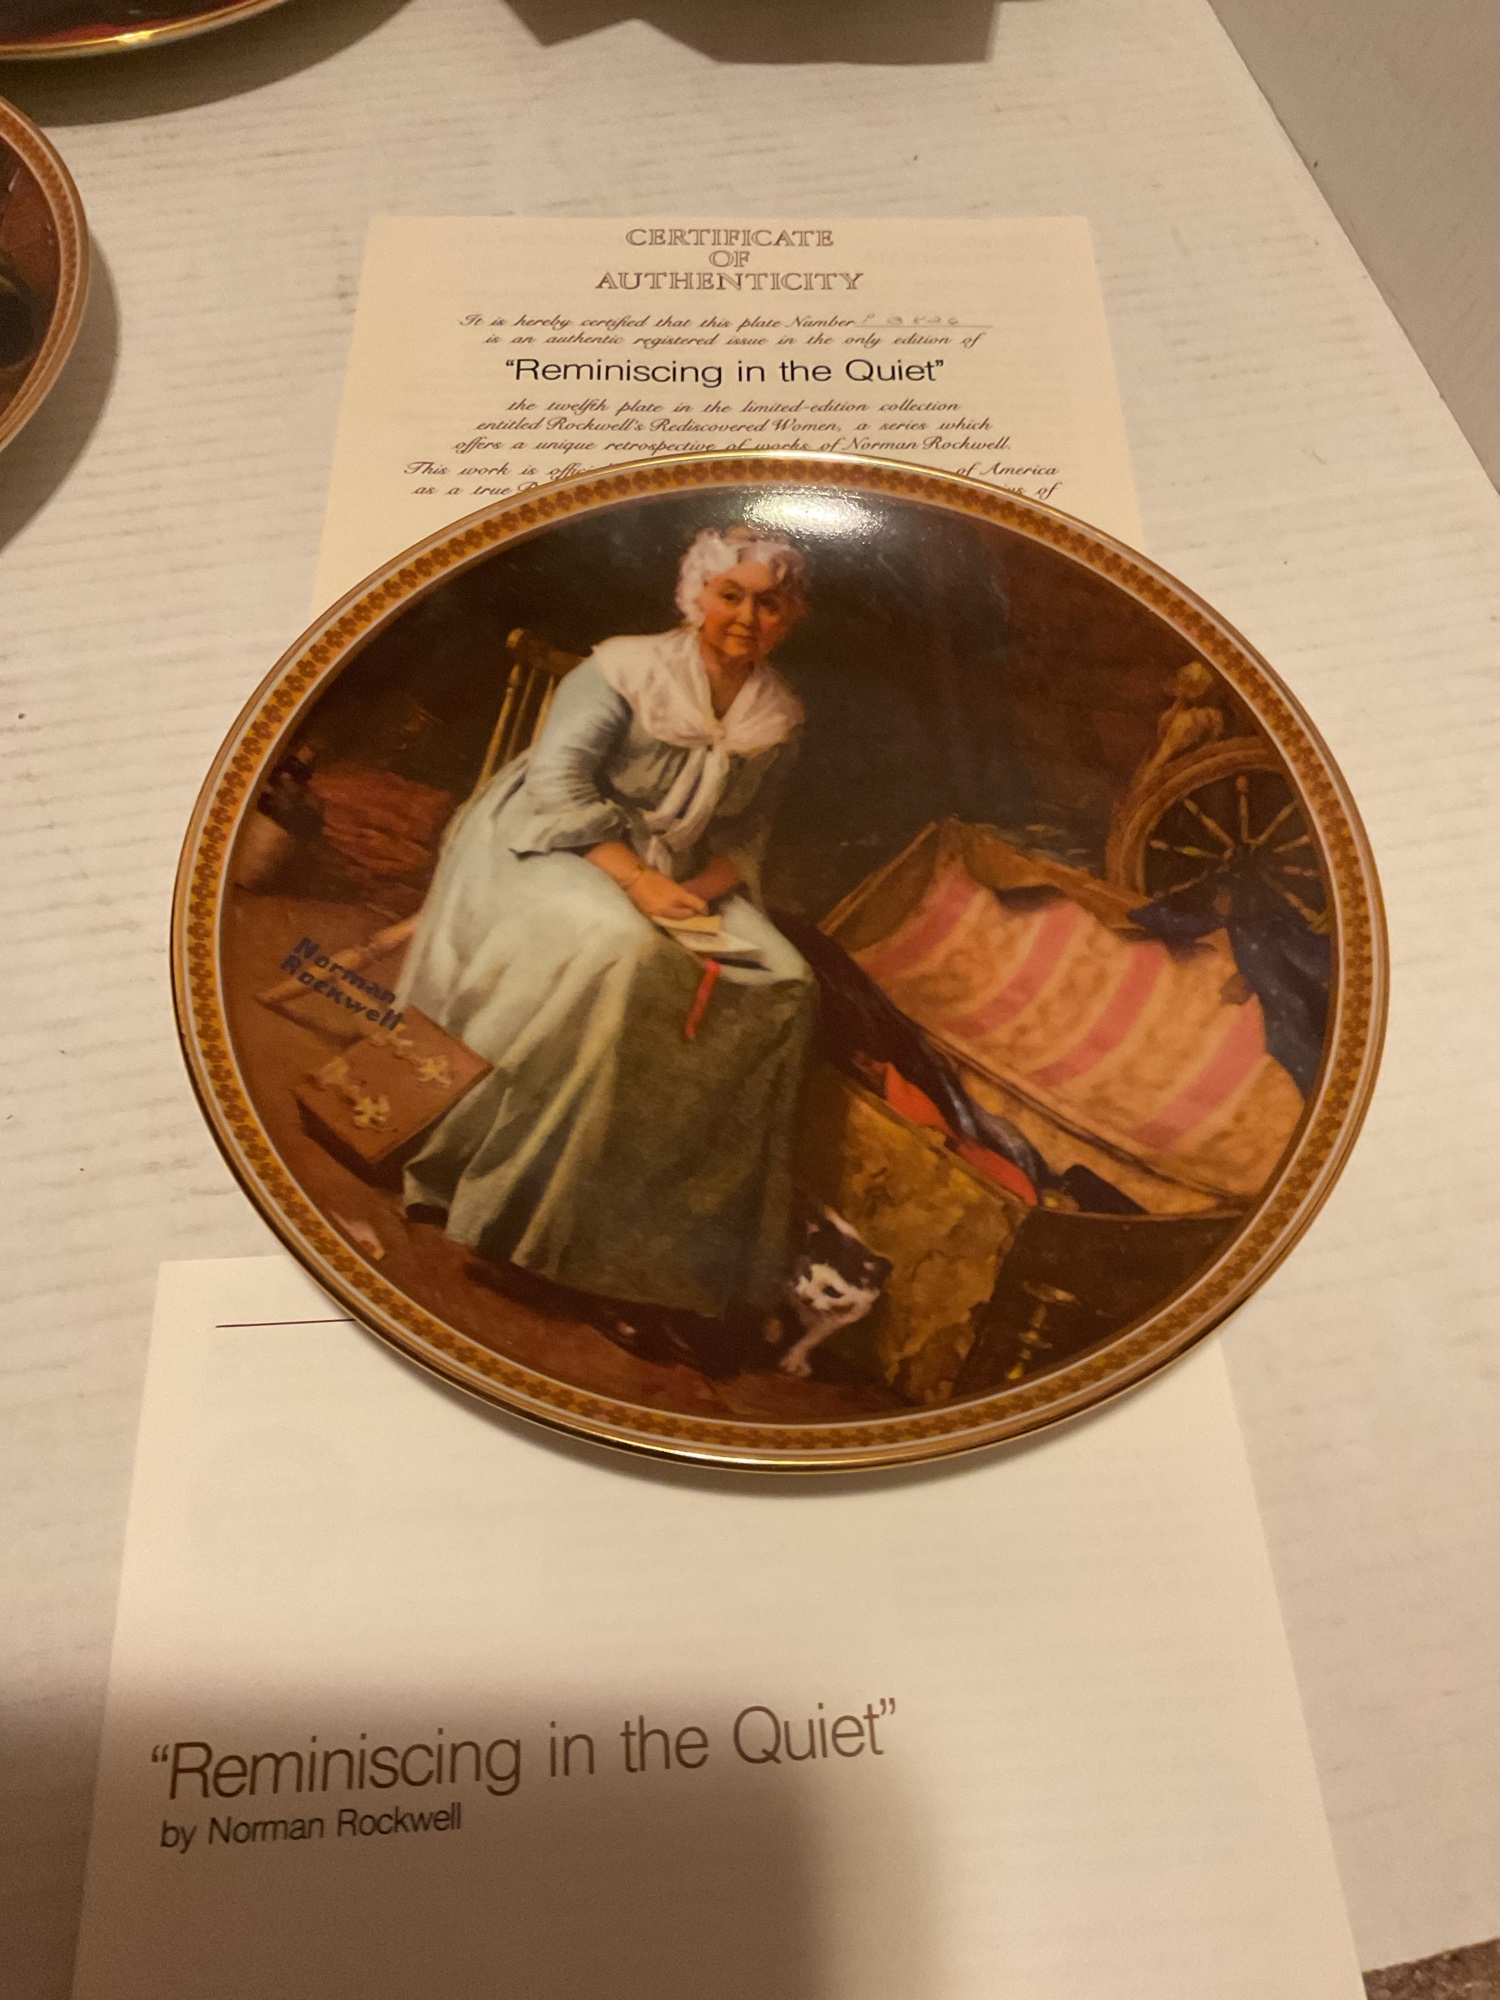 CERTIFICATE
OF
AUTHENTICITY
It is hereby certified that this plate Number
is an authentic registered issue in the only edition of
“Reminiscing in the Quiet”
the twelfth plate in the limited-edition collection
entitled Rockwell's Rediscovered Women, a series which
offers a unique retrospective of works of Norman Rockwell.
This work is of America
as a true of
Norman
Rockwell
“Reminiscing in the Quiet”
by Norman Rockwell